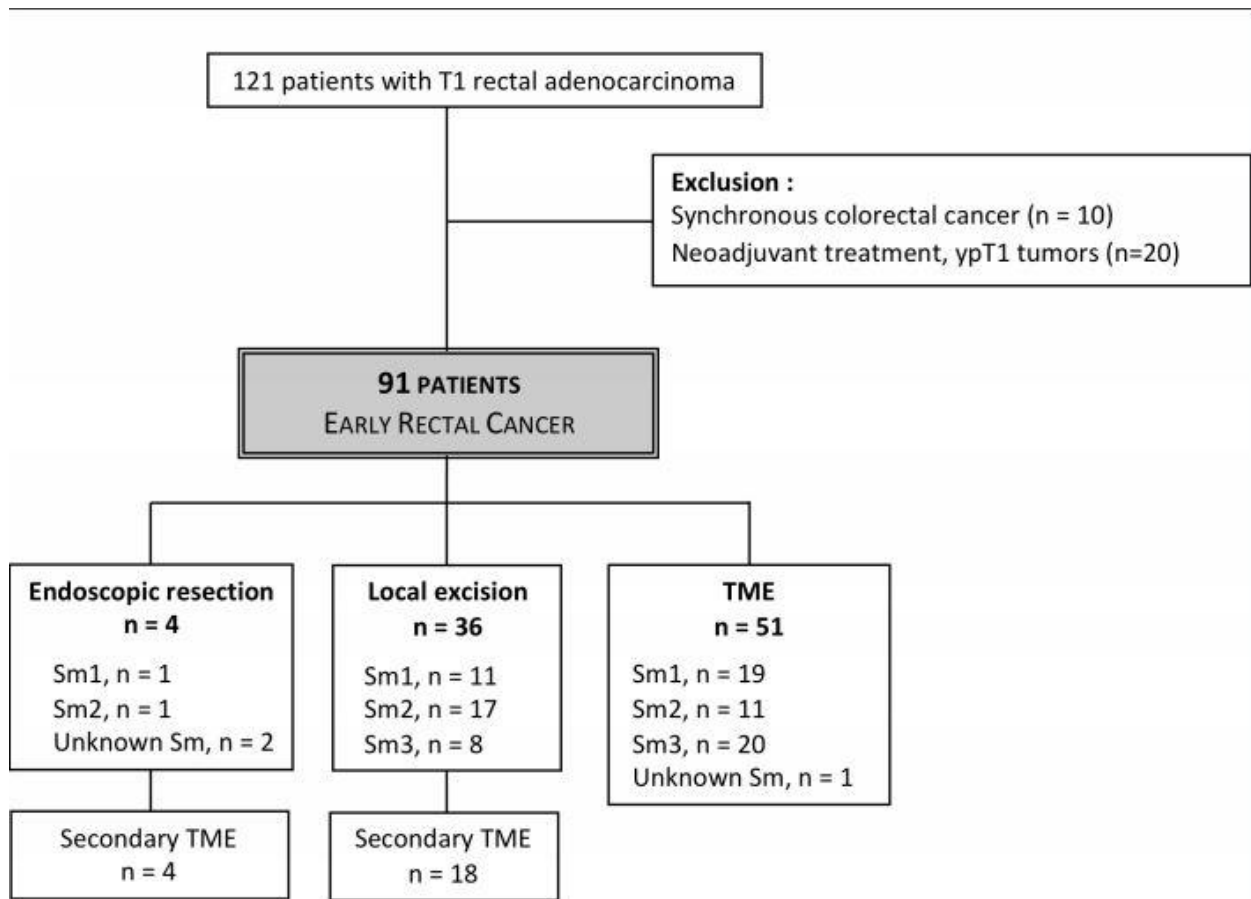 121 patients with T1 rectal adenocarcinoma
Exclusion :
Synchronous colorectal cancer (n = 10)
Neoadjuvant treatment, ypT1 tumors (n=20)
91 PATIENTS
EARLY RECTAL CANCER
Endoscopic resection
n = 4
Sm1, n = 1
Sm2, n = 1
Unknown Sm, n = 2
Local excision
n = 36
Sm1, n = 11
Sm2, n = 17
Sm3, n = 8
TME
n = 51
Sm1, n = 19
Sm2, n = 11
Sm3, n = 20
Unknown Sm, n = 1
Secondary TME
n = 4
Secondary TME
n = 18